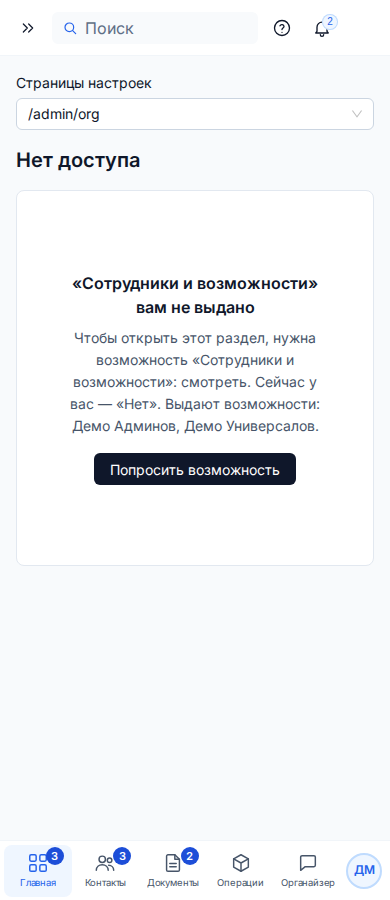 Поиск
2
Страницы настроек
/admin/org
Нет доступа
«Сотрудники и возможности»
вам не выдано
Чтобы открыть этот раздел, нужна
возможность «Сотрудники и
возможности»: смотреть. Сейчас у
вас — «Нет». Выдают возможности:
Демо Админов, Демо Универсалов.
Попросить возможность
3
3
2
Главная
Контакты
Документы
Операции
Органайзер
ДМ